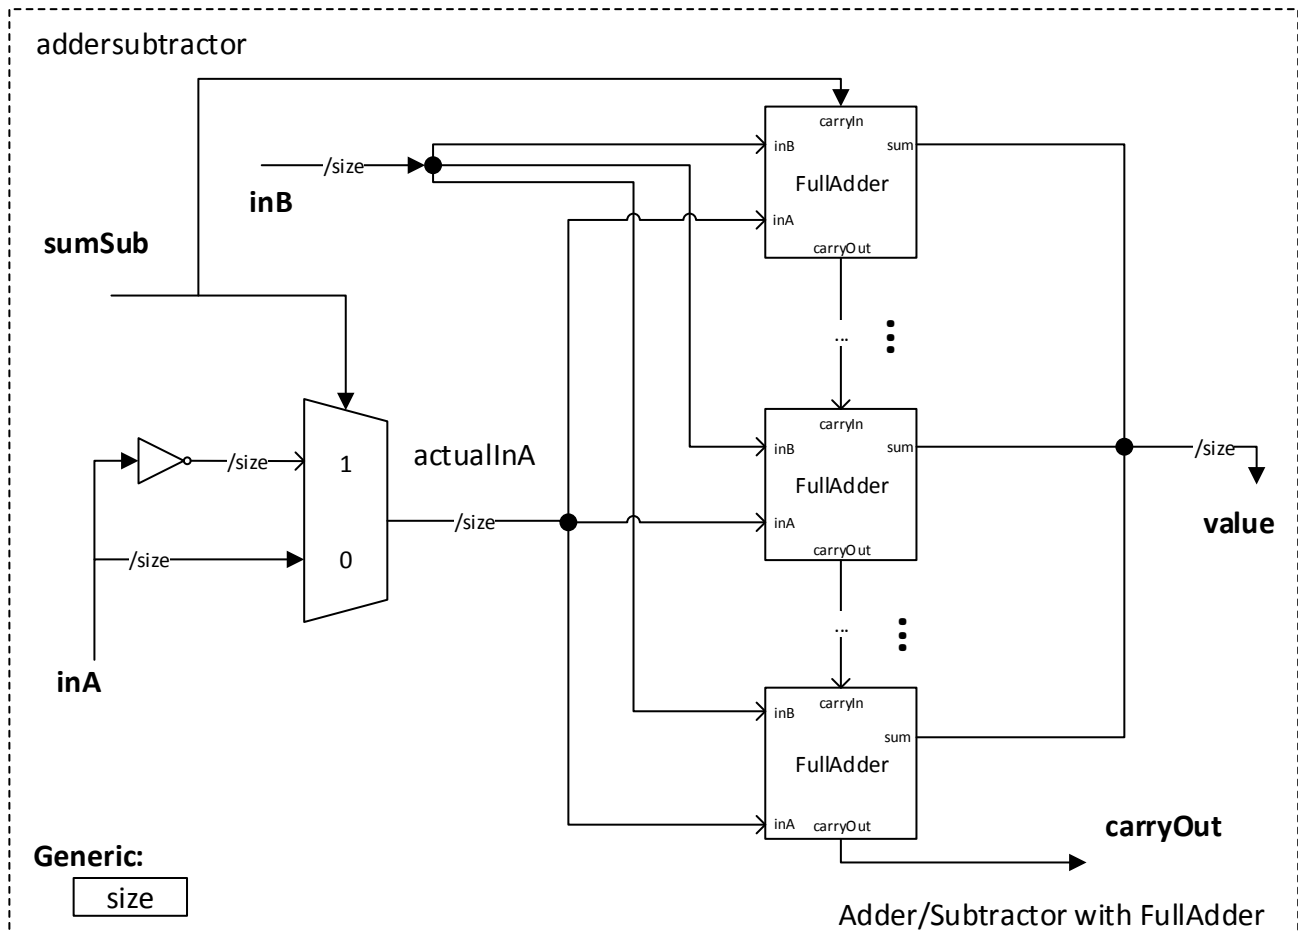 addersubtractor
carryIn
inB
sum
/size
FullAdder
inB
inA
sumSub
carryOut
...
carryIn
actualInA
inB
sum
/size
1
/size
FullAdder
/size
inA
value
carryOut
/size
0
...
inA
carryIn
inB
sum
FullAdder
inA
carryOut
carryOut
Generic:
size
Adder/Subtractor with FullAdder